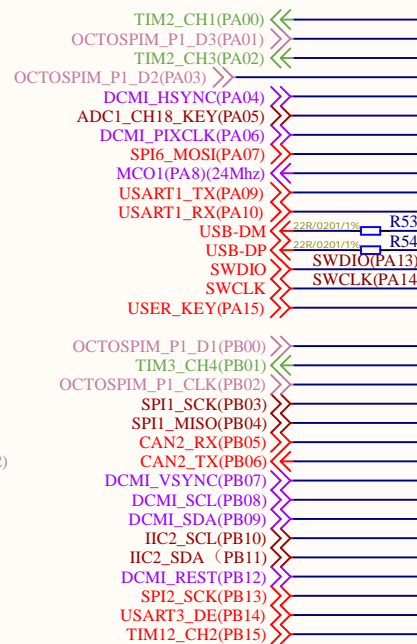 TIM2_CH1(PA00)
OCTOSPIM_P1_D3(PA01)
TIM2_CH3(PA02)
OCTOSPIM_P1_D2(PA03)
DCMI_HSYNC(PA04)
ADC1_CH18_KEY(PA05)
DCMI_PIXCLK(PA06)
SPI6_MOSI(PA07)
MCO1(PA8)(24Mhz)
USART1_TX(PA09)
USART1_RX(PA10)
USB-DM 22R/0201/1% R53
USB-DP 22R/0201/1% R54
SWDIO SWDIO(PA13)
SWCLK SWCLK(PA14
USER_KEY(PA15)
OCTOSPIM_P1_D1(PB00)
TIM3_CH4(PB01)
OCTOSPIM_P1_CLK(PB02)
SPI1_SCK(PB03)
SPI1_MISO(PB04)
CAN2_RX(PB05)
CAN2_TX(PB06)
DCMI_VSYNC(PB07)
DCMI_SCL(PB08)
DCMI_SDA(PB09)
IIC2_SCL(PB10)
IIC2_SDA（PB11)
DCMI_REST(PB12)
SPI2_SCK(PB13)
USART3_DE(PB14)
TIM12_CH2(PB15)